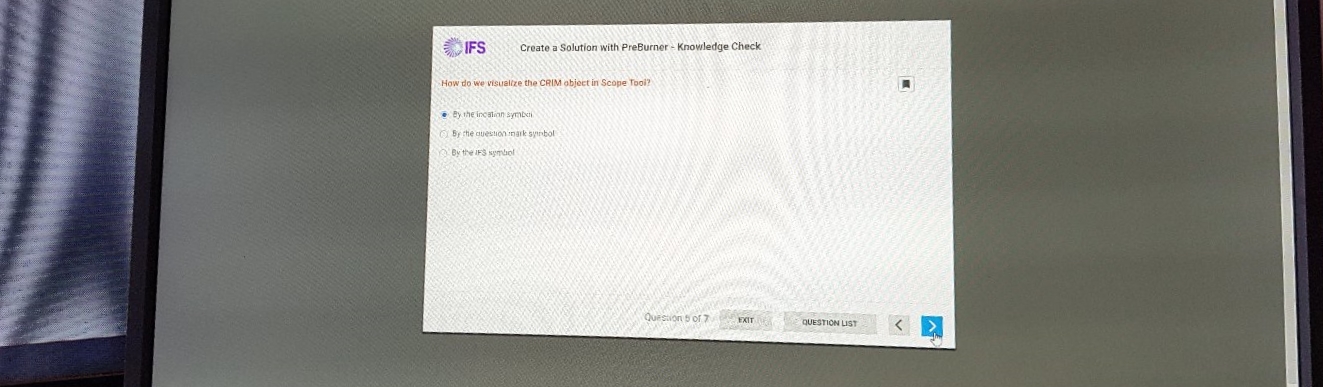 IFS
Create a Solution with PreBurner - Knowledge Check
How do we visualize the CRIM object in Scope Tool?
By the location symbol
By the question mark symbol
By the IFS symbol
Question 5 of 7
EXIT
QUESTION LIST